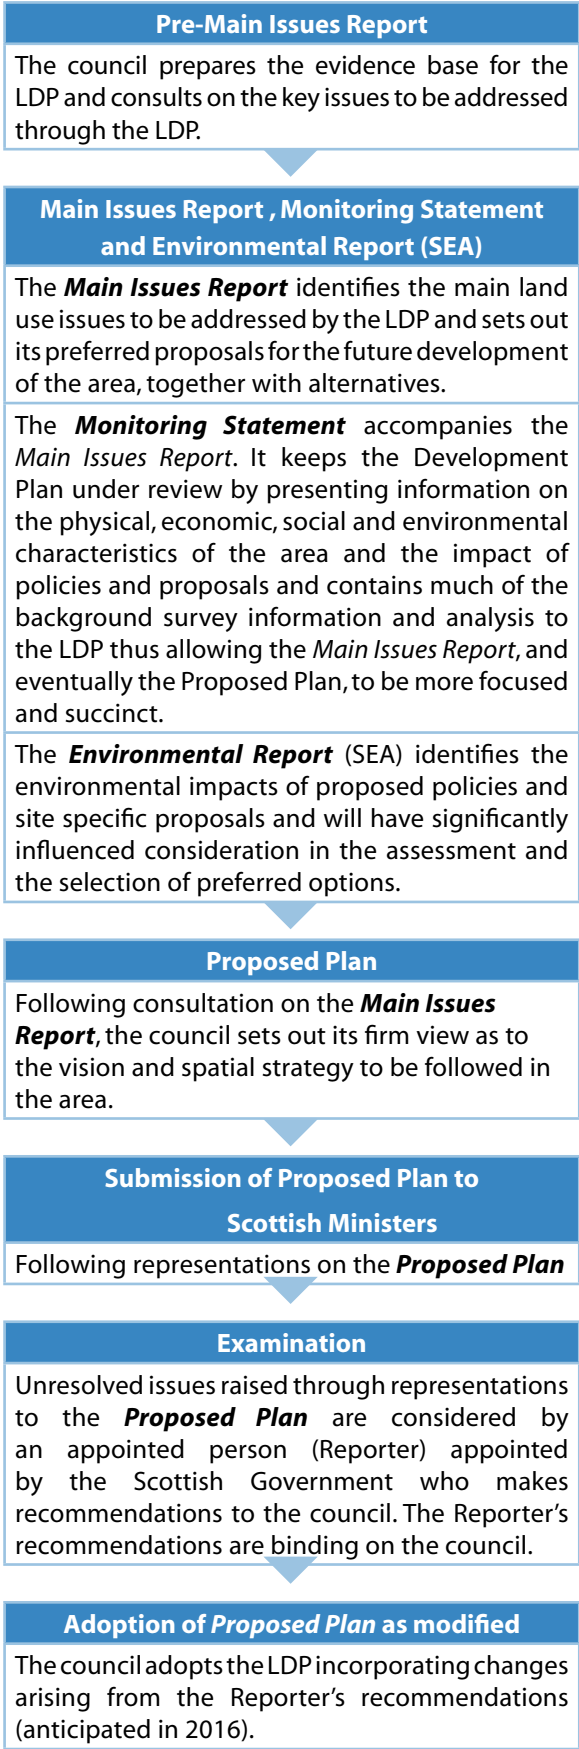 Pre-Main Issues Report
The council prepares the evidence base for the
LDP and consults on the key issues to be addressed
through the LDP.
Main Issues Report , Monitoring Statement
and Environmental Report (SEA)
The Main Issues Report identifies the main land
use issues to be addressed by the LDP and sets out
its preferred proposals for the future development
of the area, together with alternatives.
The Monitoring Statement accompanies the
Main Issues Report. It keeps the Development
Plan under review by presenting information on
the physical, economic, social and environmental
characteristics of the area and the impact of
policies and proposals and contains much of the
background survey information and analysis to
the LDP thus allowing the Main Issues Report, and
eventually the Proposed Plan, to be more focused
and succinct.
The Environmental Report (SEA) identifies the
environmental impacts of proposed policies and
site specific proposals and will have significantly
influenced consideration in the assessment and
the selection of preferred options.
Proposed Plan
Following consultation on the Main Issues
Report, the council sets out its firm view as to
the vision and spatial strategy to be followed in
the area.
Submission of Proposed Plan to
Scottish Ministers
Following representations on the Proposed Plan
Examination
Unresolved issues raised through representations
to the Proposed Plan are considered by
an appointed person (Reporter) appointed
by the Scottish Government who makes
recommendations to the council. The Reporter’s
recommendations are binding on the council.
Adoption of Proposed Plan as modified
The council adopts the LDP incorporating changes
arising from the Reporter’s recommendations
(anticipated in 2016).